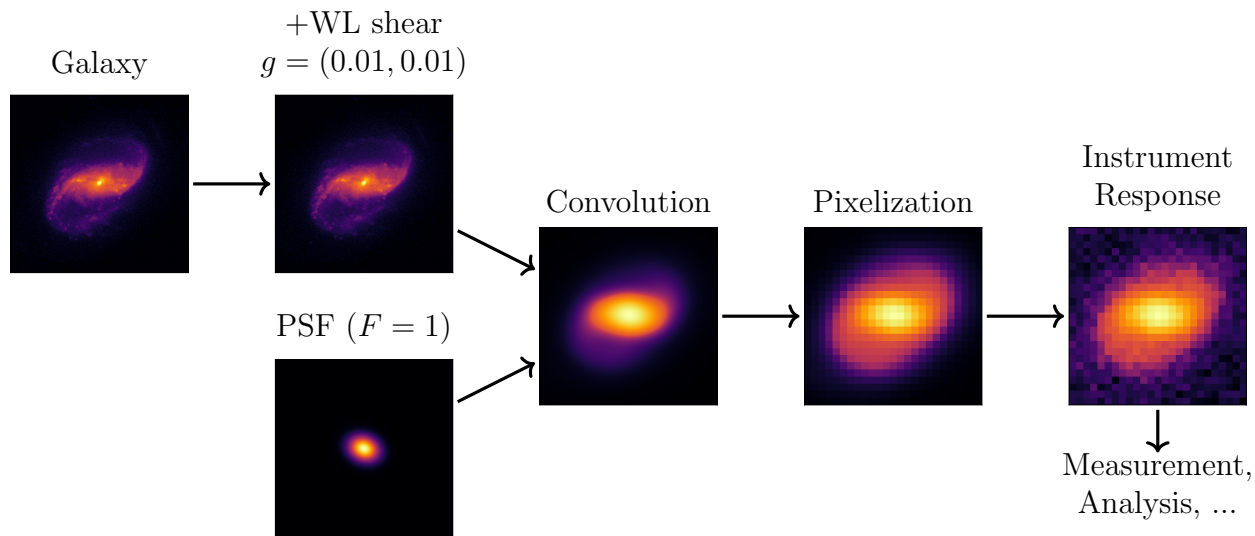 Galaxy
+WL shear
g = (0.01, 0.01)
PSF (F = 1)
Convolution
Pixelization
Instrument
Response
Measurement,
Analysis, ...